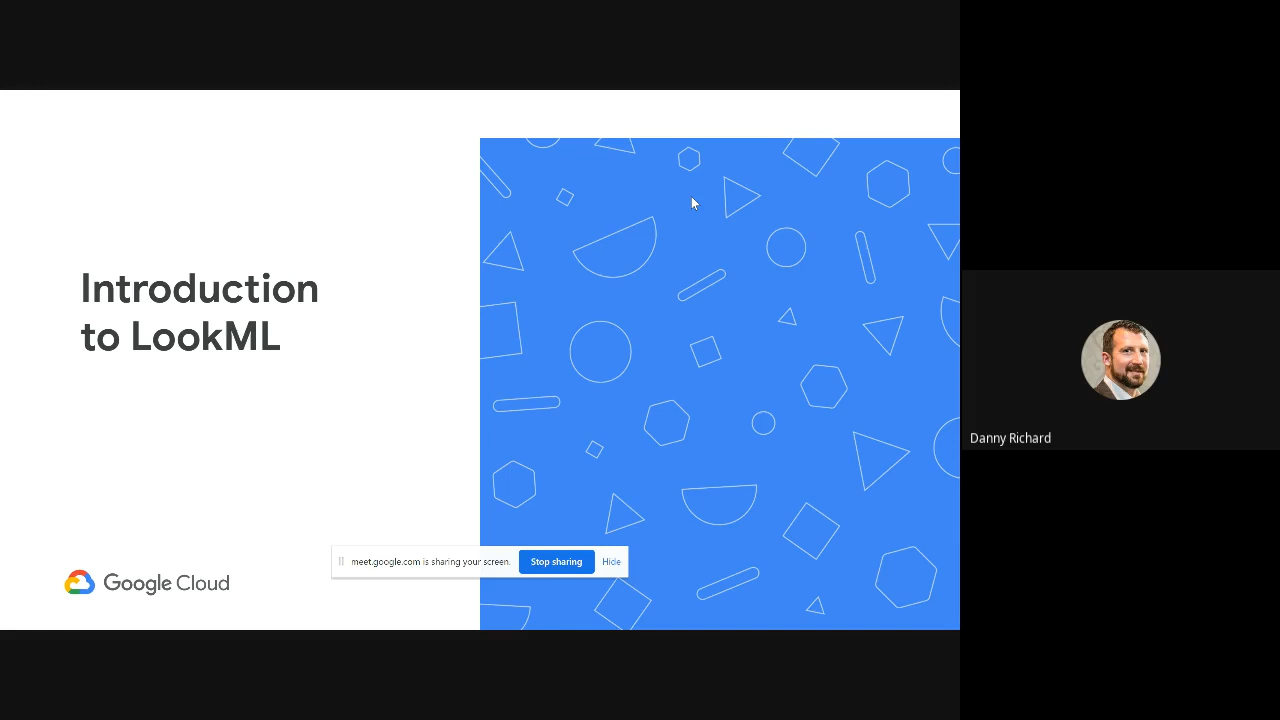 Introduction
to LookML
Google Cloud
meet.google.com is sharing your screen.
Stop sharing
Hide
Danny Richard